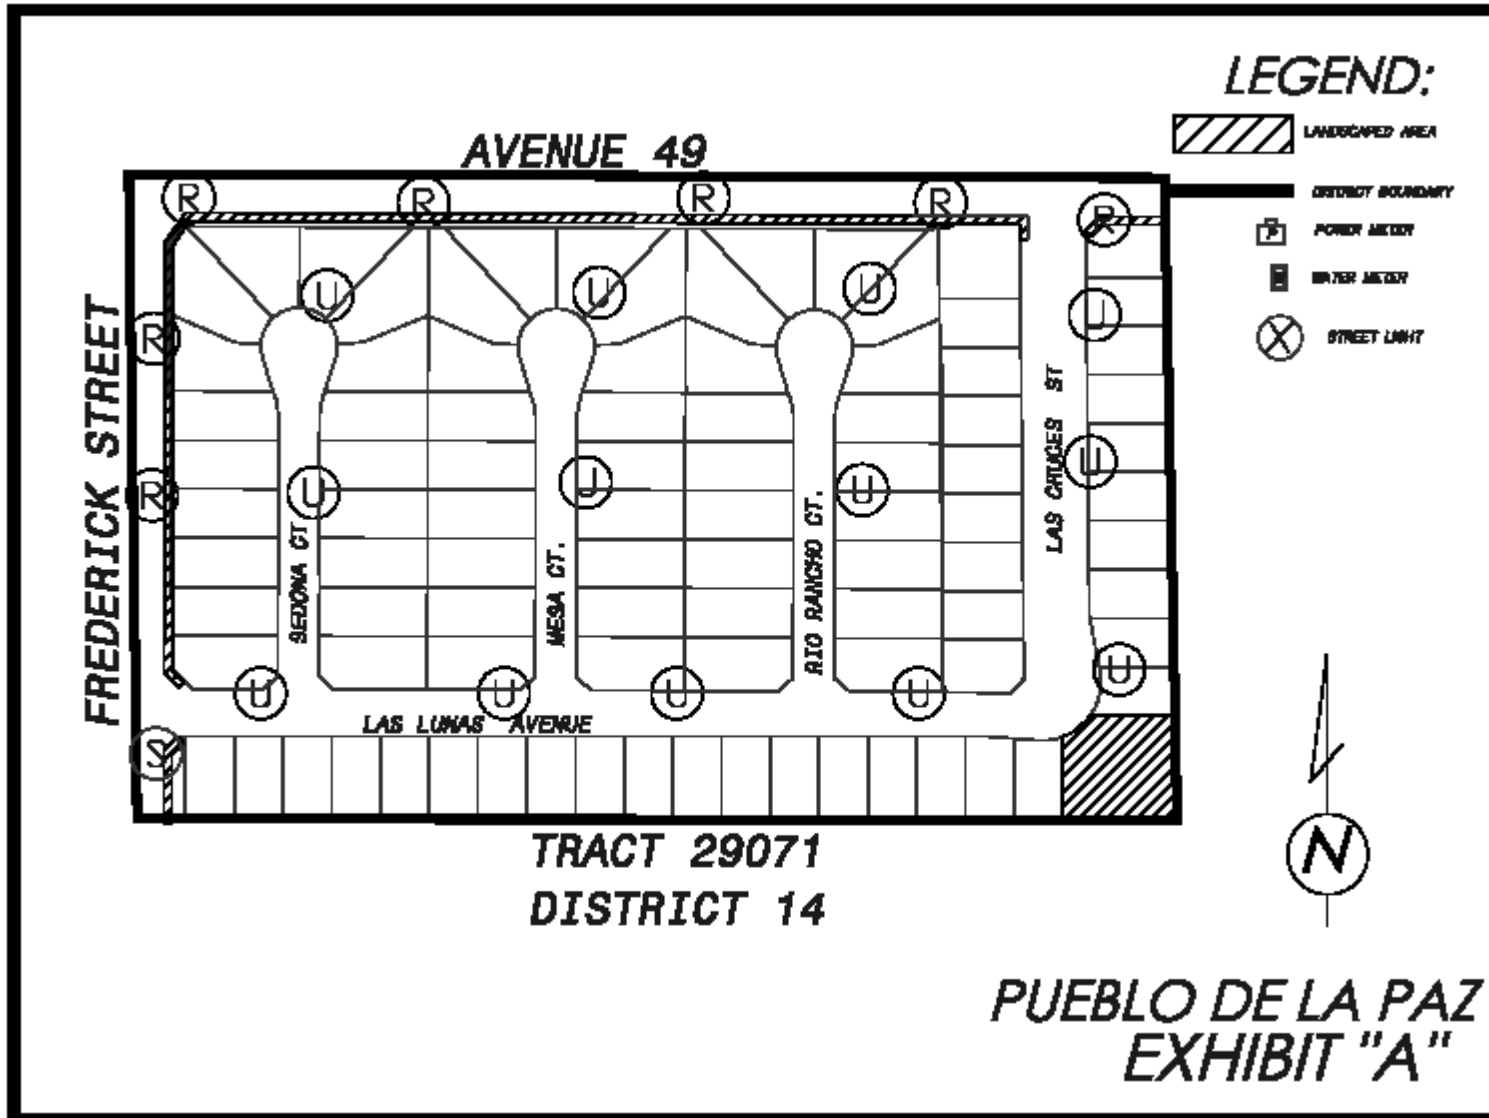 LEGEND:
LANDSCAPED AREA
AVENUE 49
DISTRICT BOUNDARY
R
R
R
R
R
P
POWER METER
WATER METER
U
U
U
U
R
X
STREET LIGHT
FREDERICK STREET
LAS CRUCES ST
U
R
U
U
U
SEDONA CT
MESA CT.
RIO RANCHO CT.
U
U
U
U
U
LAS LUNAS AVENUE
S
TRACT 29071
N
DISTRICT 14
PUEBLO DE LA PAZ
EXHIBIT "A"